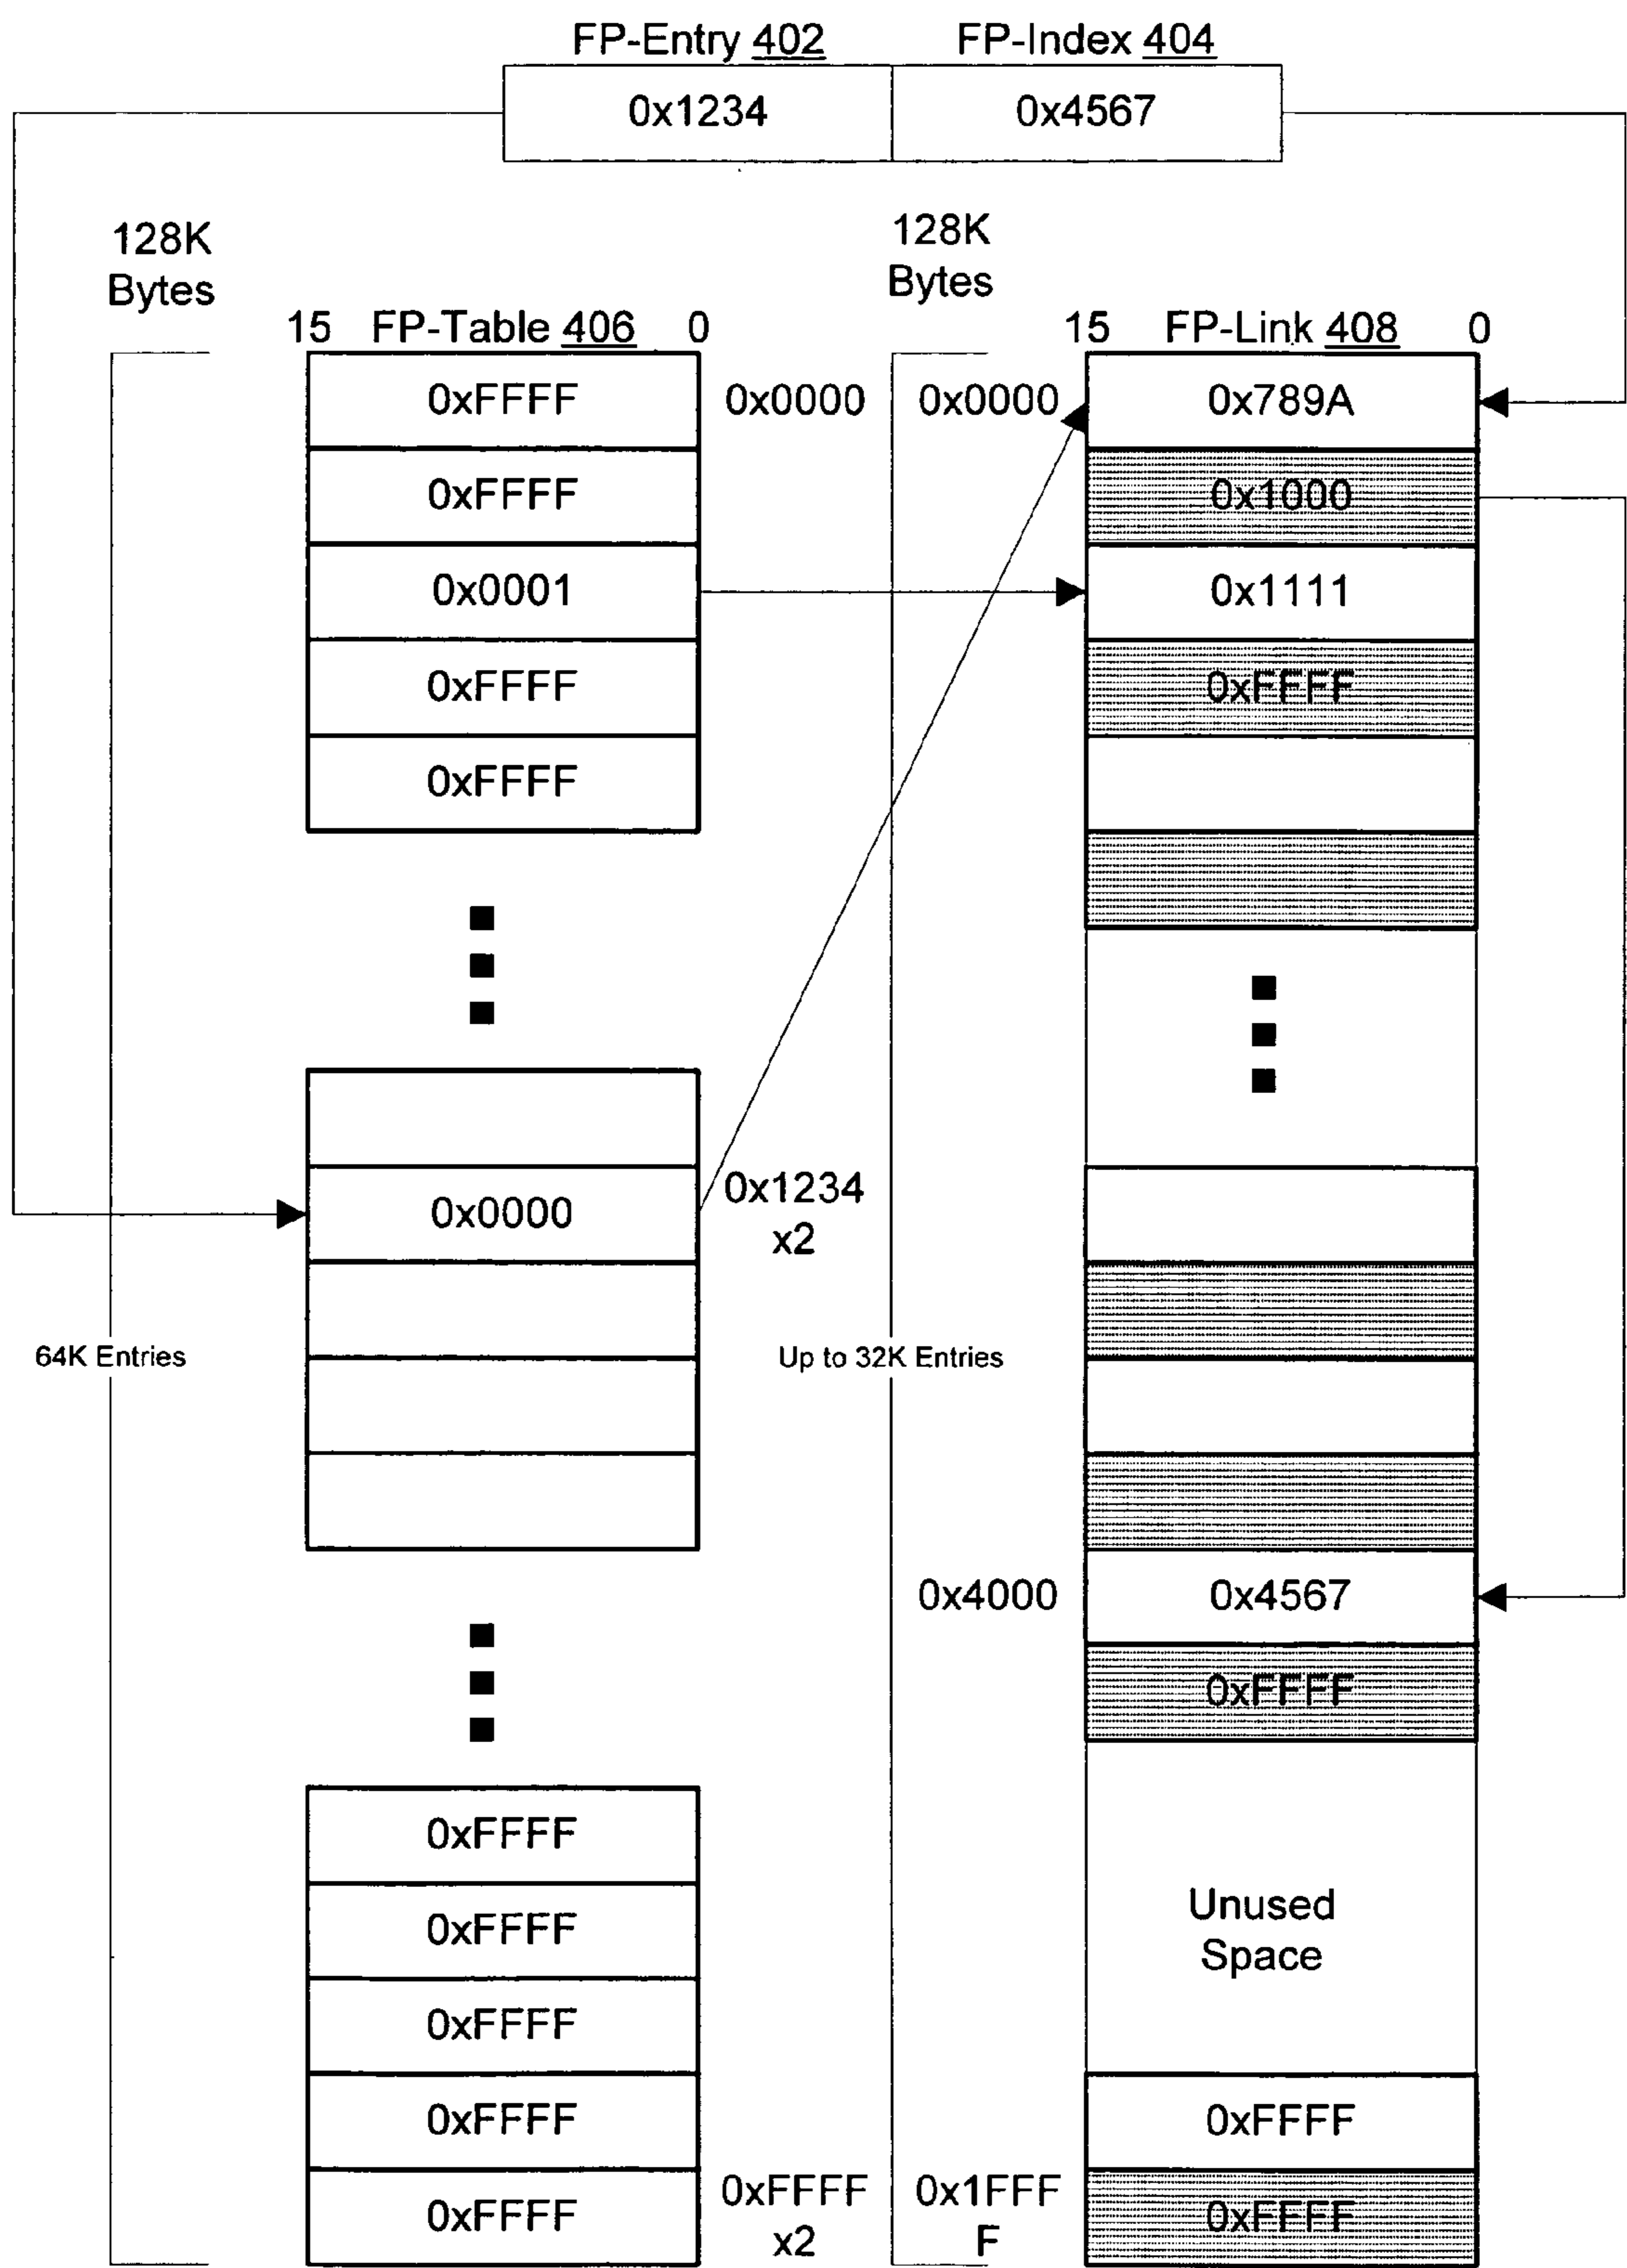 FP-Entry 402 FP-Index 404
0x1234 0x4567
128K
Bytes
128K
Bytes
15 FP-Table 406 0
15 FP-Link 408 0
0xFFFF 0x0000 0x0000 0x789A
0xFFFF 0x1000
0x0001 0x1111
0xFFFF 0xFFFF
0xFFFF
0x0000 0x1234
x2
64K Entries Up to 32K Entries
0x4000 0x4567
0xFFFF
0xFFFF
0xFFFF
Unused
Space
0xFFFF
0xFFFF 0xFFFF
0xFFFF 0xFFFF
x2
0x1FFF
F
0xFFFF